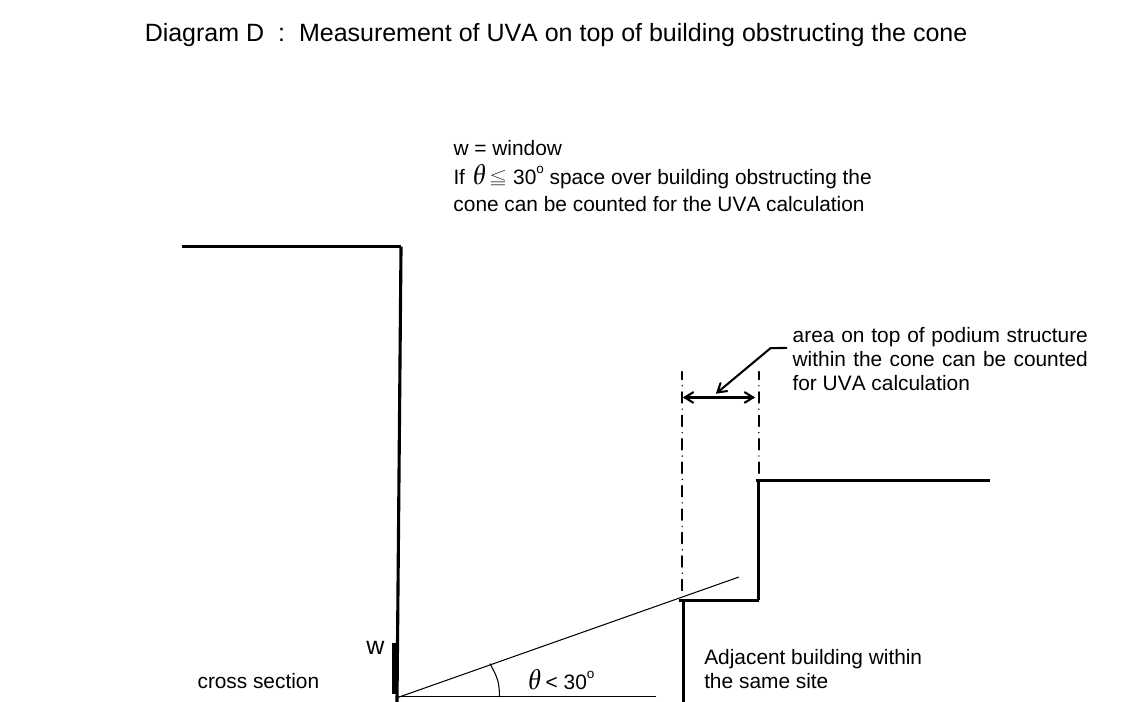 Diagram D : Measurement of UVA on top of building obstructing the cone
w = window
If θ ≦ 30° space over building obstructing the
cone can be counted for the UVA calculation
area on top of podium structure
within the cone can be counted
for UVA calculation
w
Adjacent building within
the same site
cross section
θ < 30°